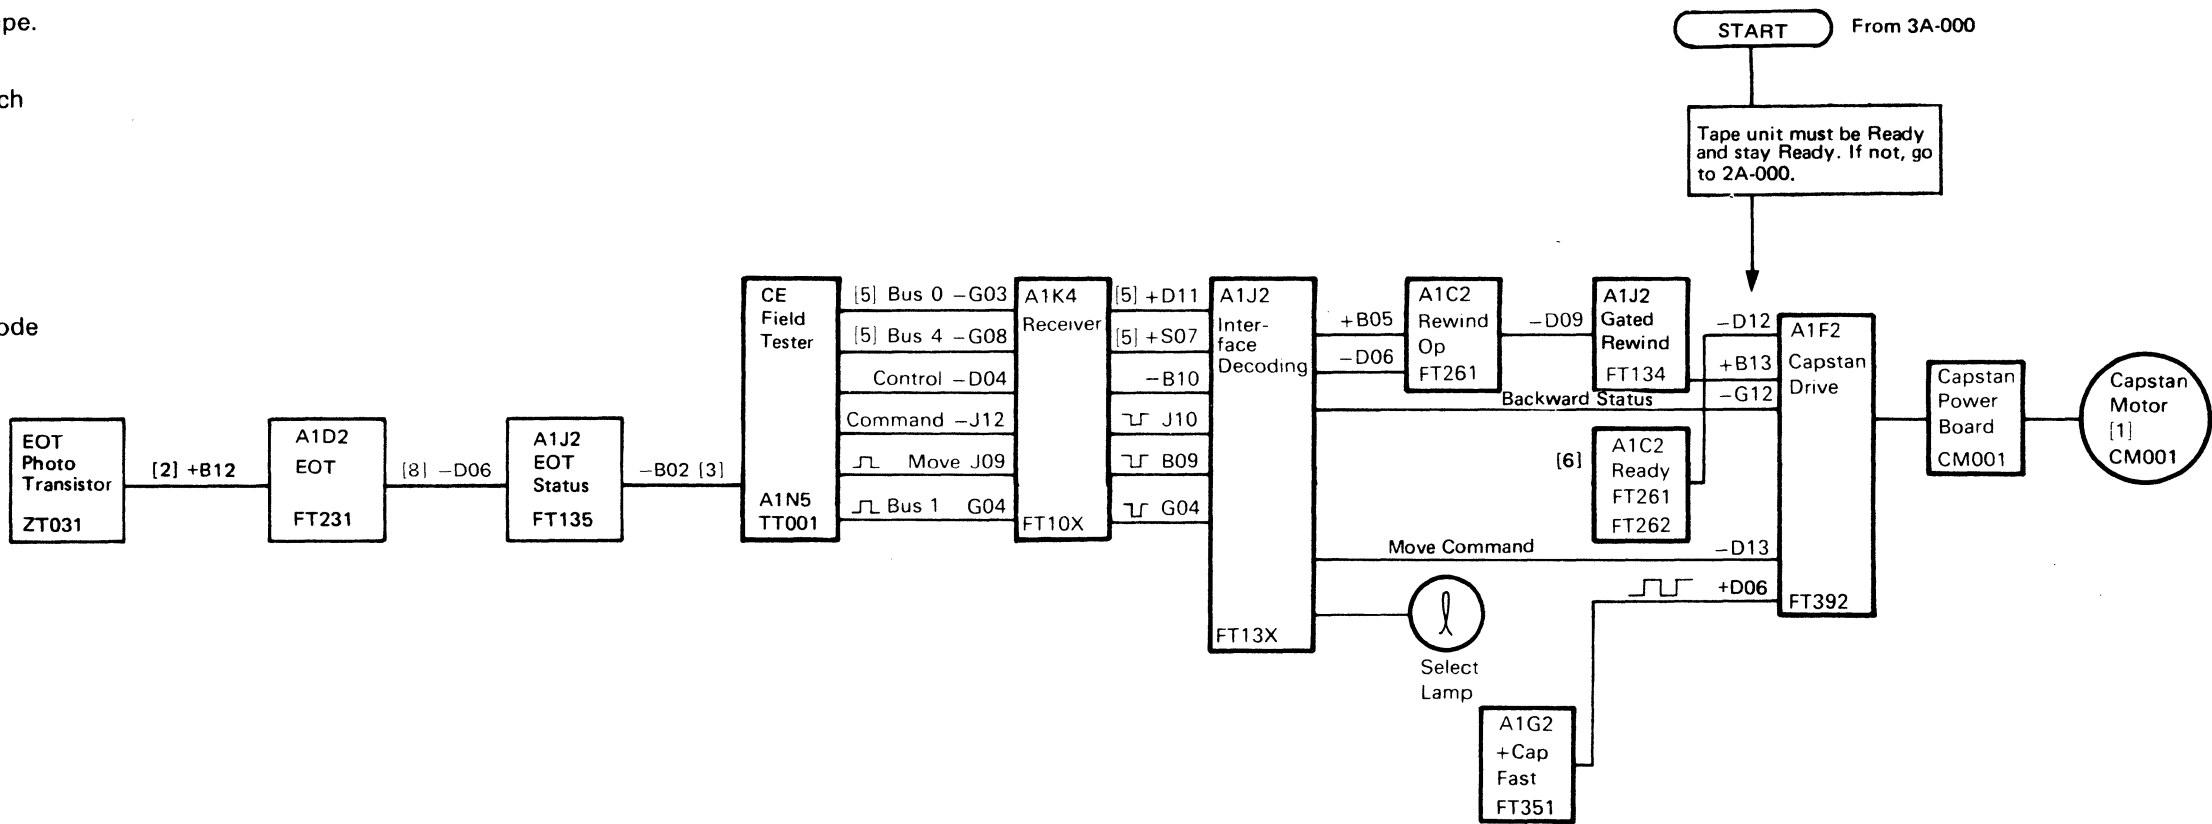 pe.
ch
ode
START
From 3A-000
Tape unit must be Ready
and stay Ready. If not, go
to 2A-000.
EOT
Photo
Transistor
ZT031
[2] +B12
A1D2
EOT
FT231
[8] −D06
A1J2
EOT
Status
FT135
−B02 [3]
CE
Field
Tester
A1N5
TT001
[5] Bus 0 −G03
[5] Bus 4 −G08
Control −D04
Command −J12
Move J09
Bus 1 G04
A1K4
Receiver
FT10X
[5] +D11
[5] +S07
−B10
J10
B09
G04
A1J2
Inter-
face
Decoding
FT13X
+B05
−D06
A1C2
Rewind
Op
FT261
−D09
A1J2
Gated
Rewind
FT134
Backward Status
[6]
A1C2
Ready
FT261
FT262
Move Command
Select
Lamp
A1G2
+Cap
Fast
FT351
−D12
+B13
−G12
−D13
+D06
A1F2
Capstan
Drive
FT392
Capstan
Power
Board
CM001
Capstan
Motor
[1]
CM001